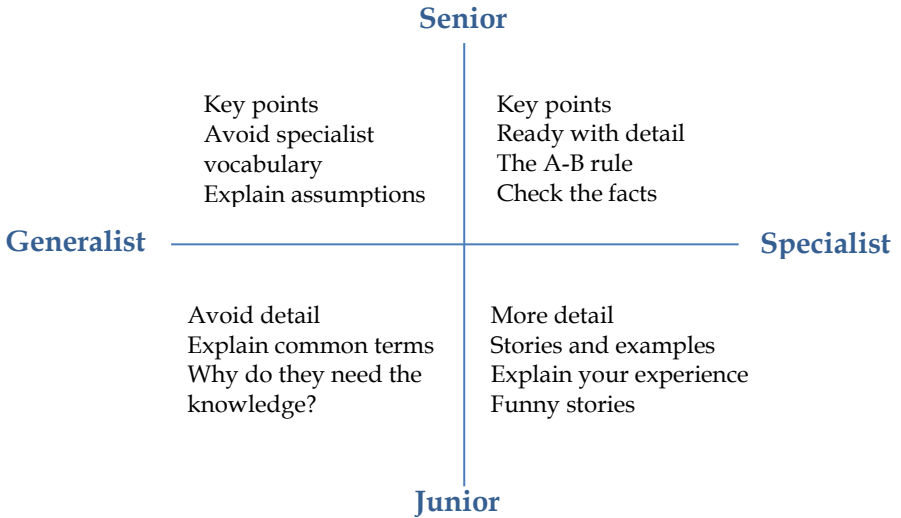 Senior
Key points
Avoid specialist
vocabulary
Explain assumptions
Key points
Ready with detail
The A-B rule
Check the facts
Generalist
Specialist
Avoid detail
Explain common terms
Why do they need the
knowledge?
More detail
Stories and examples
Explain your experience
Funny stories
Junior